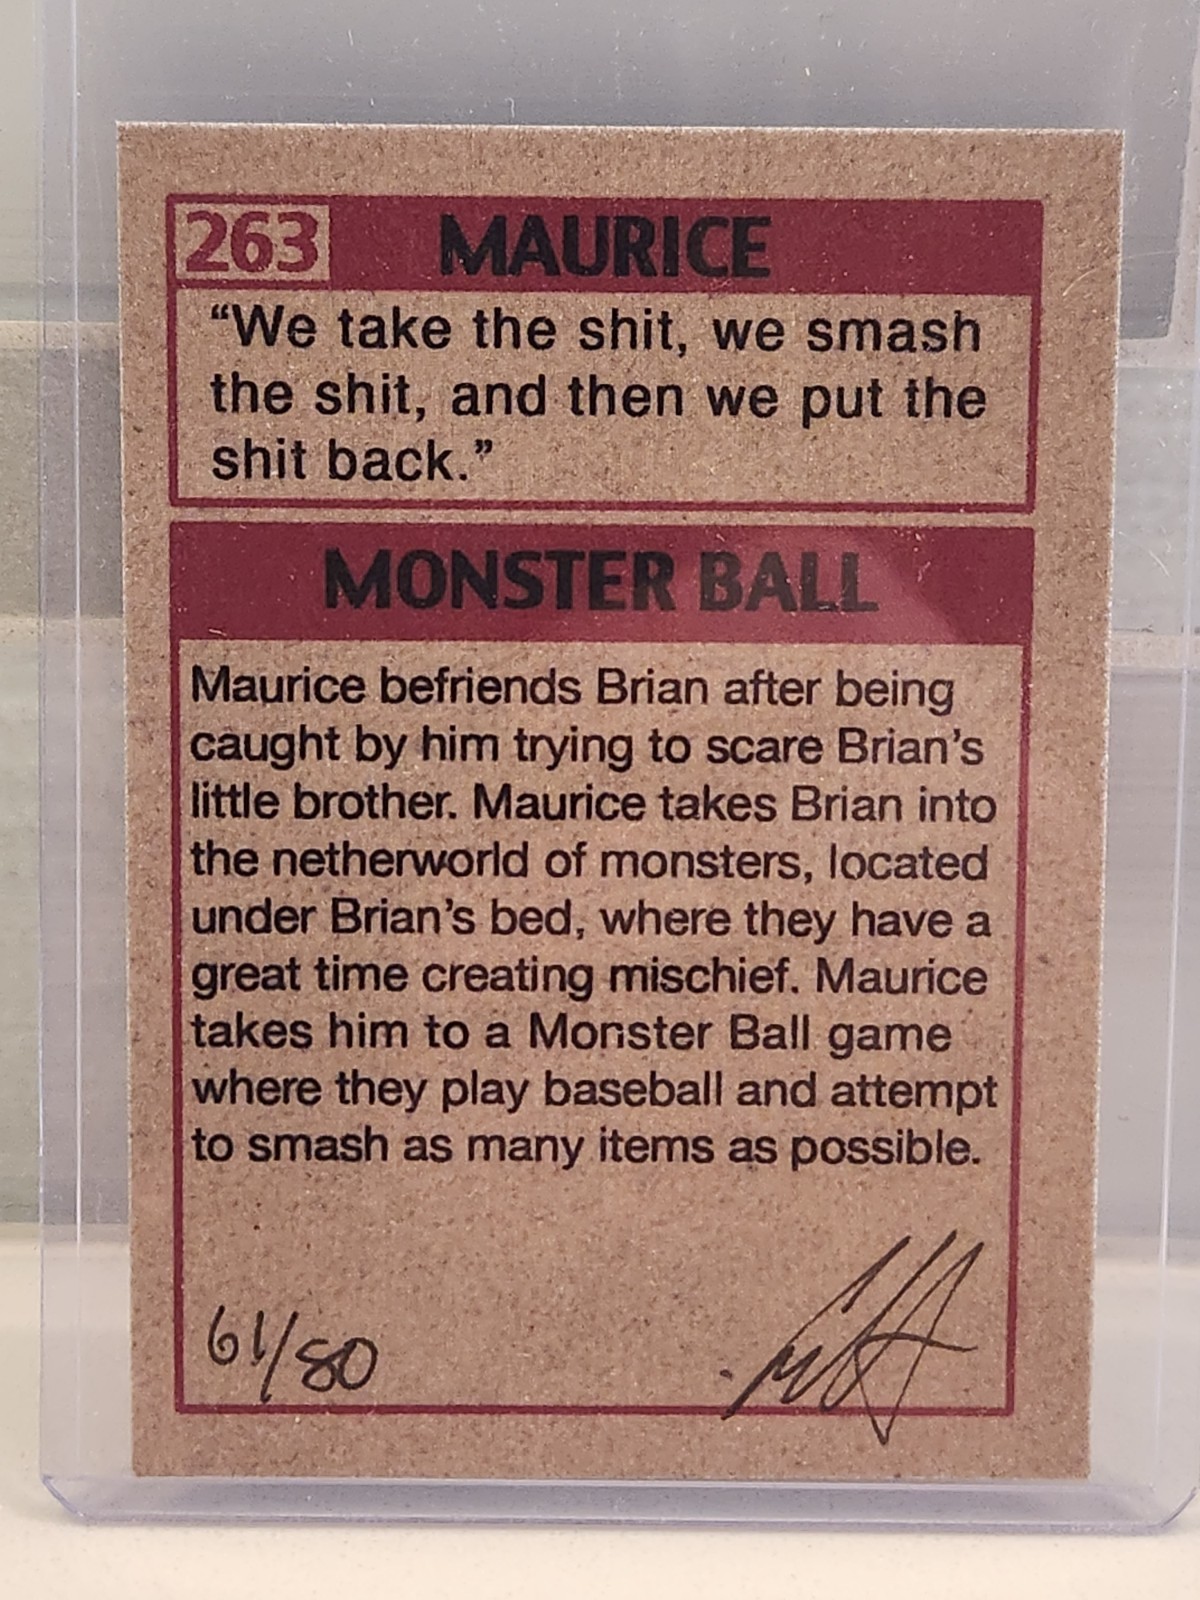 263 MAURICE
“We take the shit, we smash
the shit, and then we put the
shit back.”
MONSTER BALL
Maurice befriends Brian after being
caught by him trying to scare Brian’s
little brother. Maurice takes Brian into
the netherworld of monsters, located
under Brian’s bed, where they have a
great time creating mischief. Maurice
takes him to a Monster Ball game
where they play baseball and attempt
to smash as many items as possible.
61/80